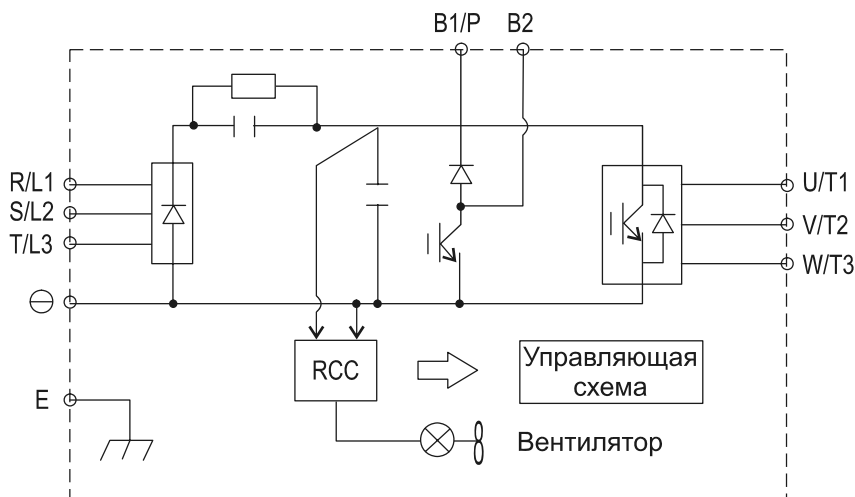 B1/P
B2
R/L1
S/L2
T/L3
U/T1
V/T2
W/T3
E
RCC
Управляющая
схема
Вентилятор